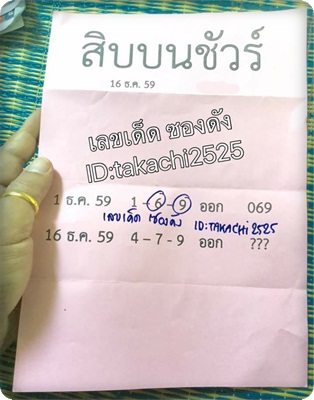 สิบบนชัวร์
16 ธ.ค. 59
เลขเด็ด ซองดัง
ID:takachi2525
1 ธ.ค. 59 1-6-9 ออก 069
เลขเด็ด ซองดัง ID:TAKACHI 2525
16 ธ.ค. 59 4-7-9 ออก ???